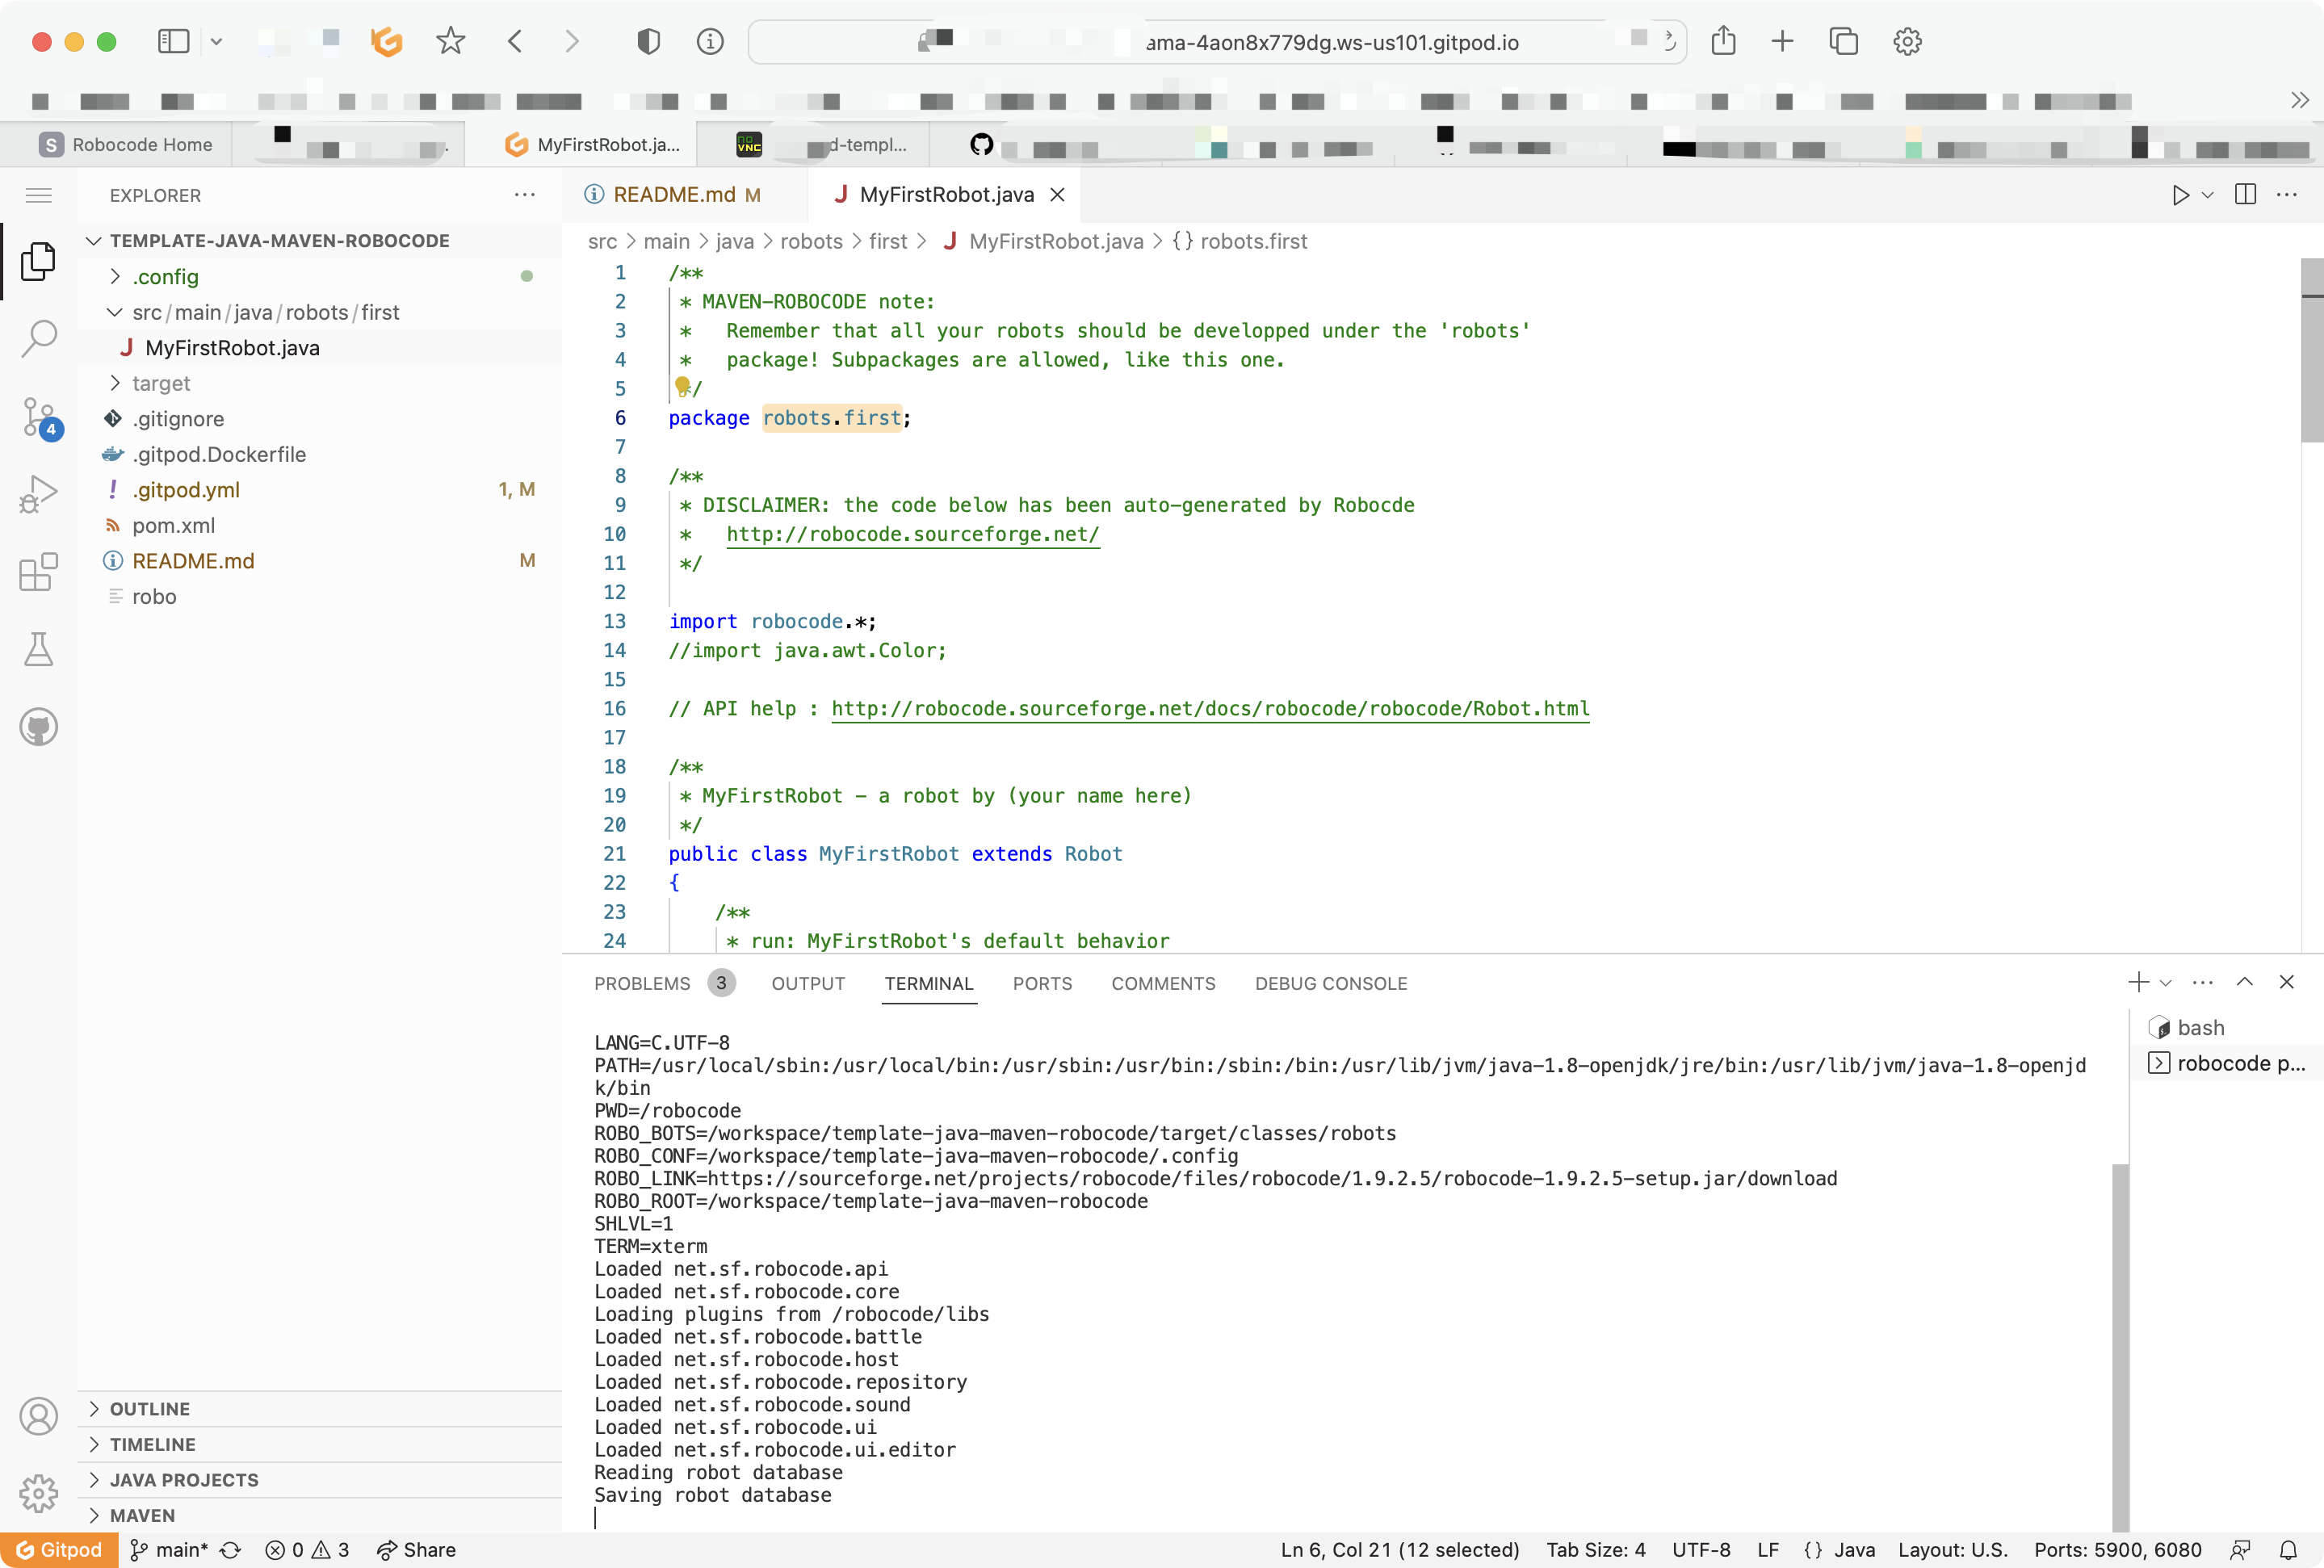 ama-4aon8x779dg.ws-us101.gitpod.io
S Robocode Home
MyFirstRobot.ja...
no VNC
d-templ...
EXPLORER
README.md M
MyFirstRobot.java
TEMPLATE-JAVA-MAVEN-ROBOCODE
.config
src/main/java/robots/first
MyFirstRobot.java
target
.gitignore
.gitpod.Dockerfile
.gitpod.yml 1, M
pom.xml
README.md M
robo
4
src > main > java > robots > first > J MyFirstRobot.java > {} robots.first
1 /**
2 * MAVEN-ROBOCODE note:
3 *   Remember that all your robots should be developped under the 'robots'
4 *   package! Subpackages are allowed, like this one.
5 */
6 package robots.first;
7
8 /**
9 * DISCLAIMER: the code below has been auto-generated by Robocde
10 *   http://robocode.sourceforge.net/
11 */
12
13 import robocode.*;
14 //import java.awt.Color;
15
16 // API help : http://robocode.sourceforge.net/docs/robocode/robocode/Robot.html
17
18 /**
19 * MyFirstRobot - a robot by (your name here)
20 */
21 public class MyFirstRobot extends Robot
22 {
23 /**
24 * run: MyFirstRobot's default behavior
PROBLEMS 3 OUTPUT TERMINAL PORTS COMMENTS DEBUG CONSOLE
LANG=C.UTF-8
PATH=/usr/local/sbin:/usr/local/bin:/usr/sbin:/usr/bin:/sbin:/bin:/usr/lib/jvm/java-1.8-openjdk/jre/bin:/usr/lib/jvm/java-1.8-openjd
k/bin
PWD=/robocode
ROBO_BOTS=/workspace/template-java-maven-robocode/target/classes/robots
ROBO_CONF=/workspace/template-java-maven-robocode/.config
ROBO_LINK=https://sourceforge.net/projects/robocode/files/robocode/1.9.2.5/robocode-1.9.2.5-setup.jar/download
ROBO_ROOT=/workspace/template-java-maven-robocode
SHLVL=1
TERM=xterm
Loaded net.sf.robocode.api
Loaded net.sf.robocode.core
Loading plugins from /robocode/libs
Loaded net.sf.robocode.battle
Loaded net.sf.robocode.host
Loaded net.sf.robocode.repository
Loaded net.sf.robocode.sound
Loaded net.sf.robocode.ui
Loaded net.sf.robocode.ui.editor
Reading robot database
Saving robot database
bash
robocode p...
OUTLINE
TIMELINE
JAVA PROJECTS
MAVEN
Gitpod main* 0 3 Share Ln 6, Col 21 (12 selected) Tab Size: 4 UTF-8 LF {} Java Layout: U.S. Ports: 5900, 6080